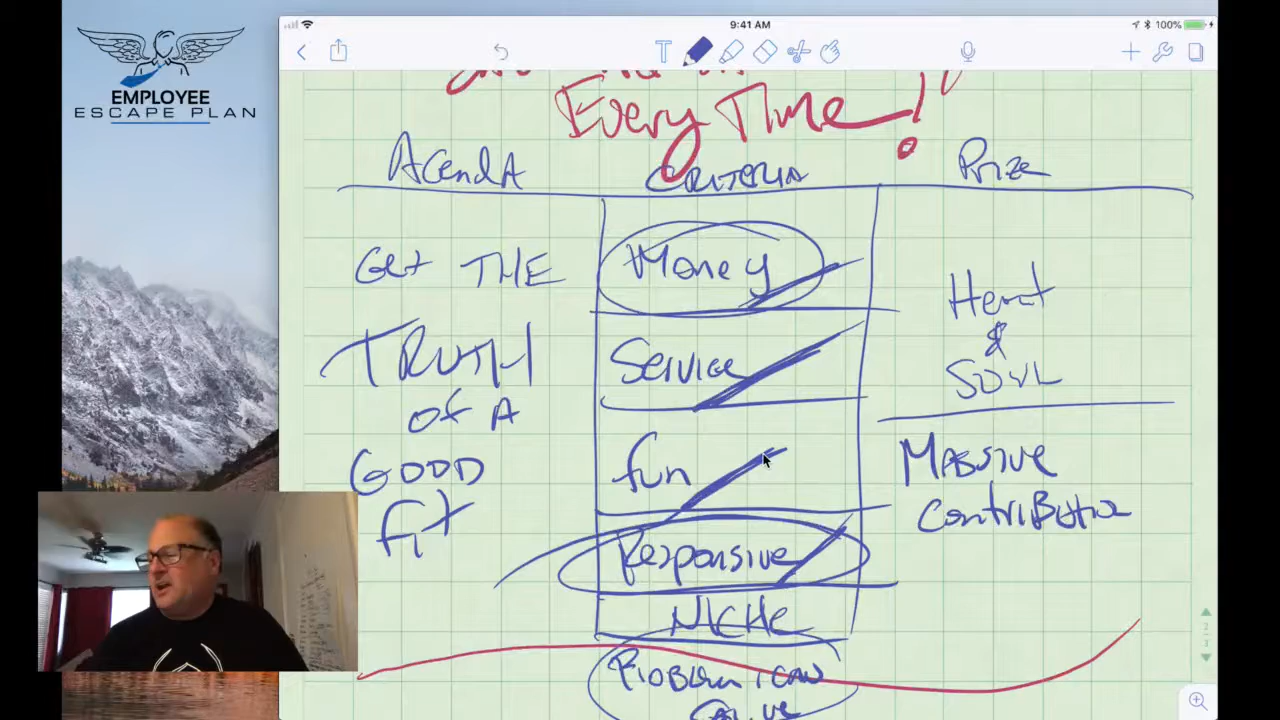 9:41 AM
100%
EMPLOYEE
ESCAPE PLAN
T
Every Time!
AGENDA
CRITERIA
Prize
Get THE
TRUTH
of A
GOOD
Fit
Money
Service
fun
Responsive
NICHe
PROBLEM I CAN
Heart
&
SOUL
MASSIVE